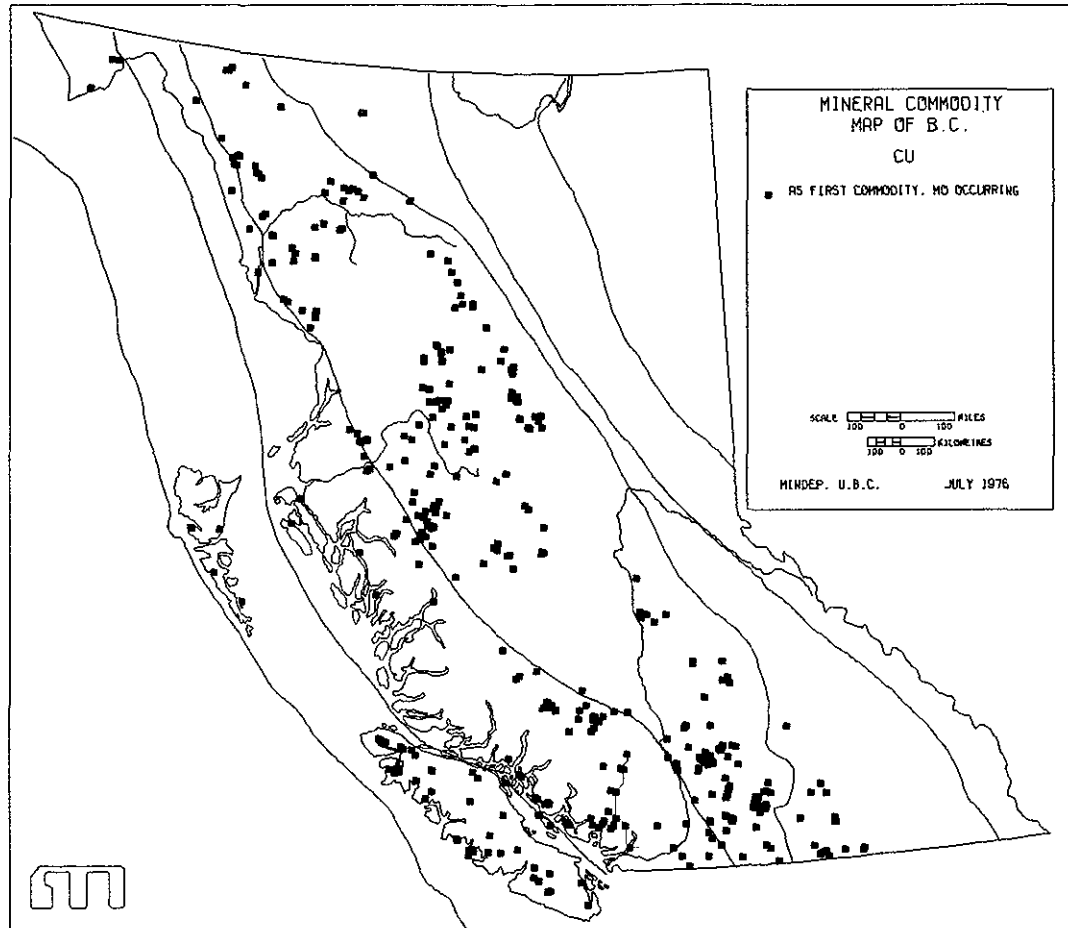 MINERAL COMMODITY
MAP OF B.C.
CU
AS FIRST COMMODITY. MO OCCURRING
SCALE 100 0 100 MILES
100 0 100 KILOMETRES
MINDEP. U.B.C. JULY 1976